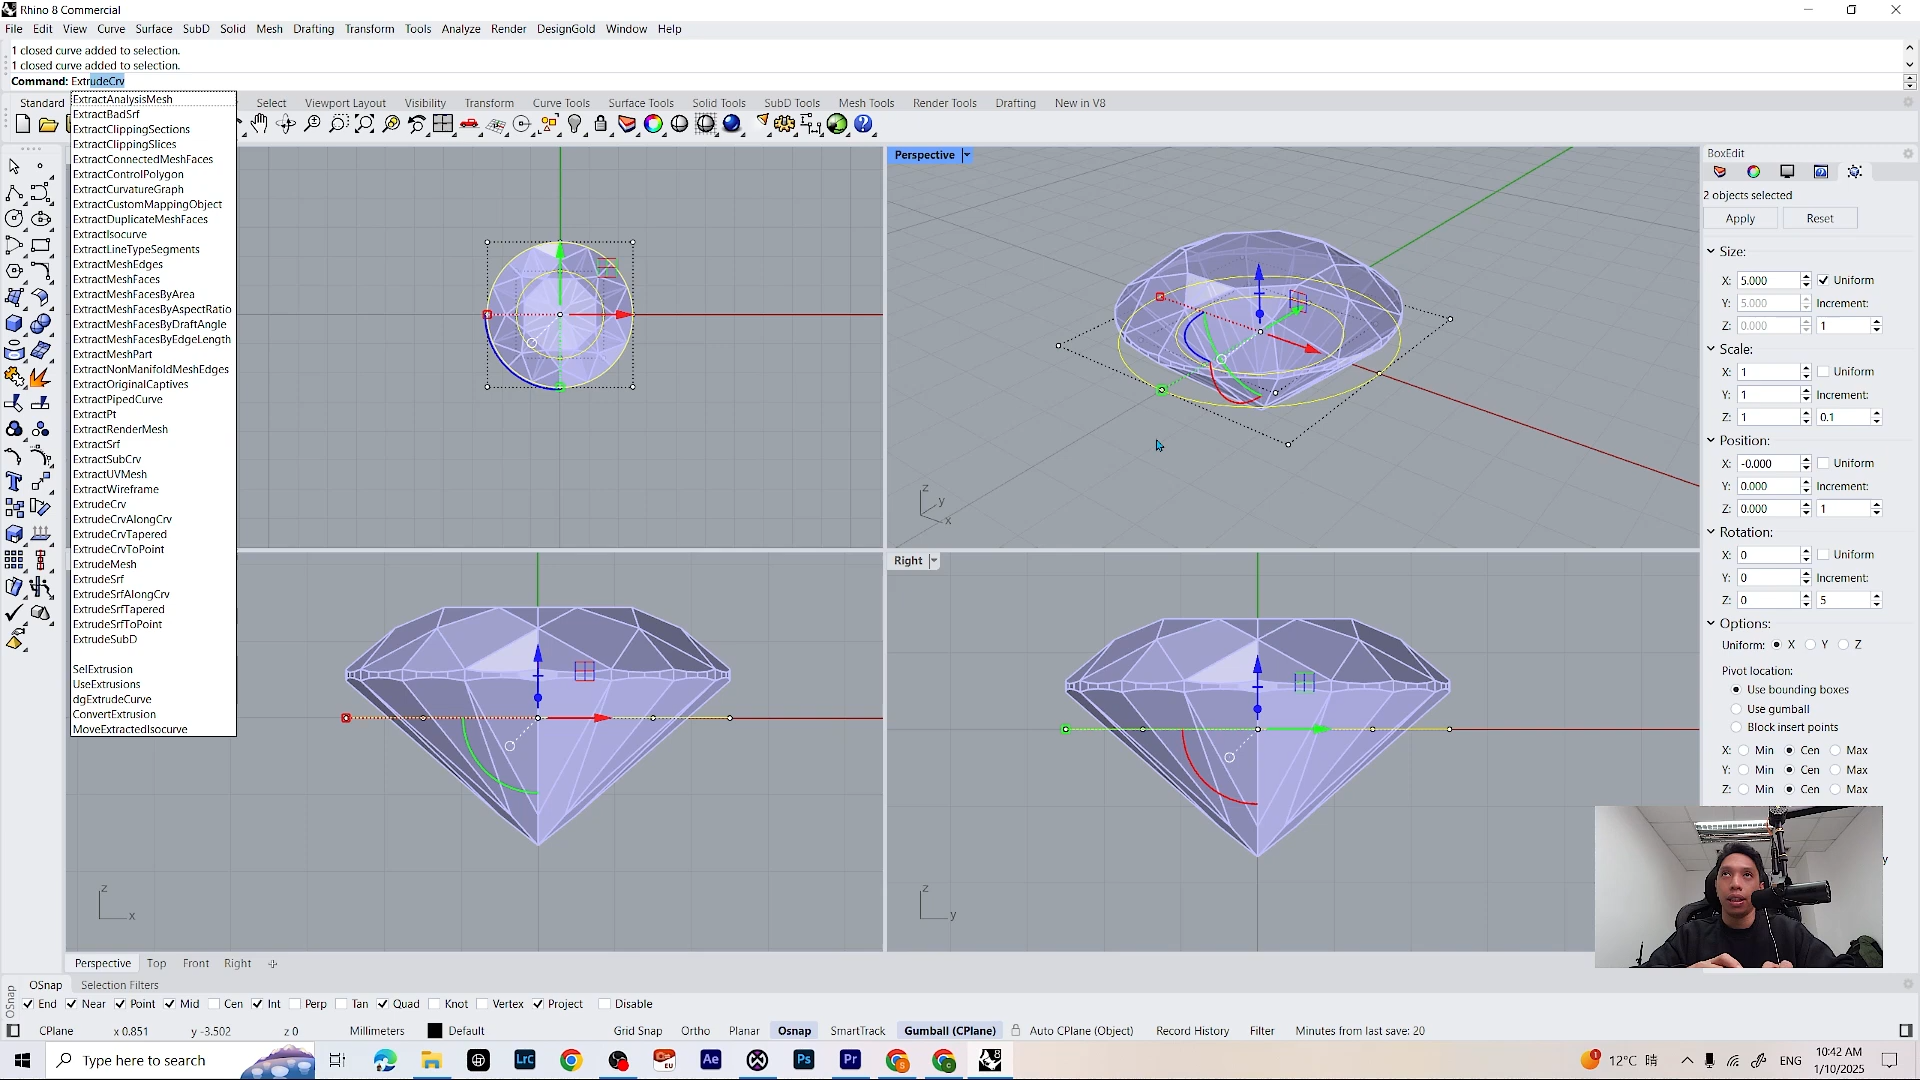 Rhino 8 Commercial
File Edit View Curve Surface SubD Solid Mesh Drafting Transform Tools Analyze Render DesignGold Window Help
1 closed curve added to selection.
1 closed curve added to selection.
Command: ExtrudeCrv
Standard Select Viewport Layout Visibility Transform Curve Tools Surface Tools Solid Tools SubD Tools Mesh Tools Render Tools Drafting New in V8
ExtractAnalysisMesh
ExtractBadSrf
ExtractClippingSections
ExtractClippingSlices
ExtractConnectedMeshFaces
ExtractControlPolygon
ExtractCurvatureGraph
ExtractCustomMappingObject
ExtractDuplicateMeshFaces
ExtractIsocurve
ExtractLineTypeSegments
ExtractMeshEdges
ExtractMeshFaces
ExtractMeshFacesByArea
ExtractMeshFacesByAspectRatio
ExtractMeshFacesByDraftAngle
ExtractMeshFacesByEdgeLength
ExtractMeshPart
ExtractNonManifoldMeshEdges
ExtractOriginalCaptives
ExtractPipedCurve
ExtractPt
ExtractRenderMesh
ExtractSrf
ExtractSubCrv
ExtractUVMesh
ExtractWireframe
ExtrudeCrv
ExtrudeCrvAlongCrv
ExtrudeCrvTapered
ExtrudeCrvToPoint
ExtrudeMesh
ExtrudeSrf
ExtrudeSrfAlongCrv
ExtrudeSrfTapered
ExtrudeSrfToPoint
ExtrudeSubD
SelExtrusion
UseExtrusions
dgExtrudeCurve
ConvertExtrusion
MoveExtractedIsocurve
Perspective
z
y
x
Right
z
x
z
y
BoxEdit
2 objects selected
Apply Reset
Size:
X: 5.000 Uniform
Y: 5.000 Increment:
Z: 0.000 1
Scale:
X: 1 Uniform
Y: 1 Increment:
Z: 1 0.1
Position:
X: -0.000 Uniform
Y: 0.000 Increment:
Z: 0.000 1
Rotation:
X: 0 Uniform
Y: 0 Increment:
Z: 0 5
Options:
Uniform: X Y Z
Pivot location:
Use bounding boxes
Use gumball
Block insert points
X: Min Cen Max
Y: Min Cen Max
Z: Min Cen Max
y
Perspective Top Front Right
OSnap Selection Filters
OSnap
End Near Point Mid Cen Int Perp Tan Quad Knot Vertex Project Disable
CPlane x 0.851 y -3.502 z 0 Millimeters Default Grid Snap Ortho Planar Osnap SmartTrack Gumball (CPlane) Auto CPlane (Object) Record History Filter Minutes from last save: 20
Type here to search LrC EU Ae Ps Pr S C 8 1 12°C 晴 ENG 10:42 AM
1/10/2025